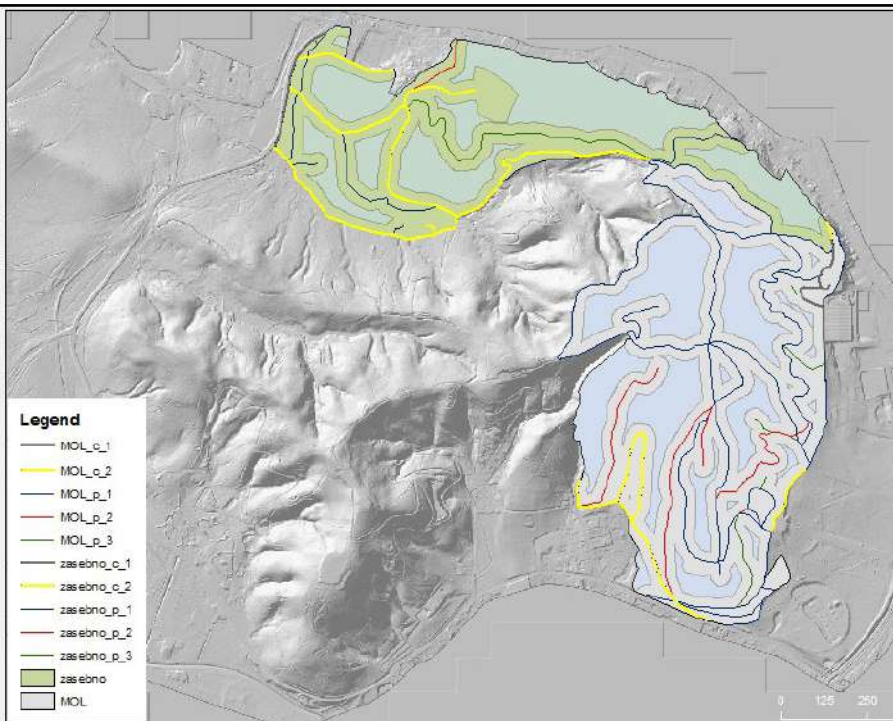 Legend
MOL_c_1
MOL_c_2
MOL_p_1
MOL_p_2
MOL_p_3
zasebno_c_1
zasebno_c_2
zasebno_p_1
zasebno_p_2
zasebno_p_3
zasebno
MOL
0 125 250